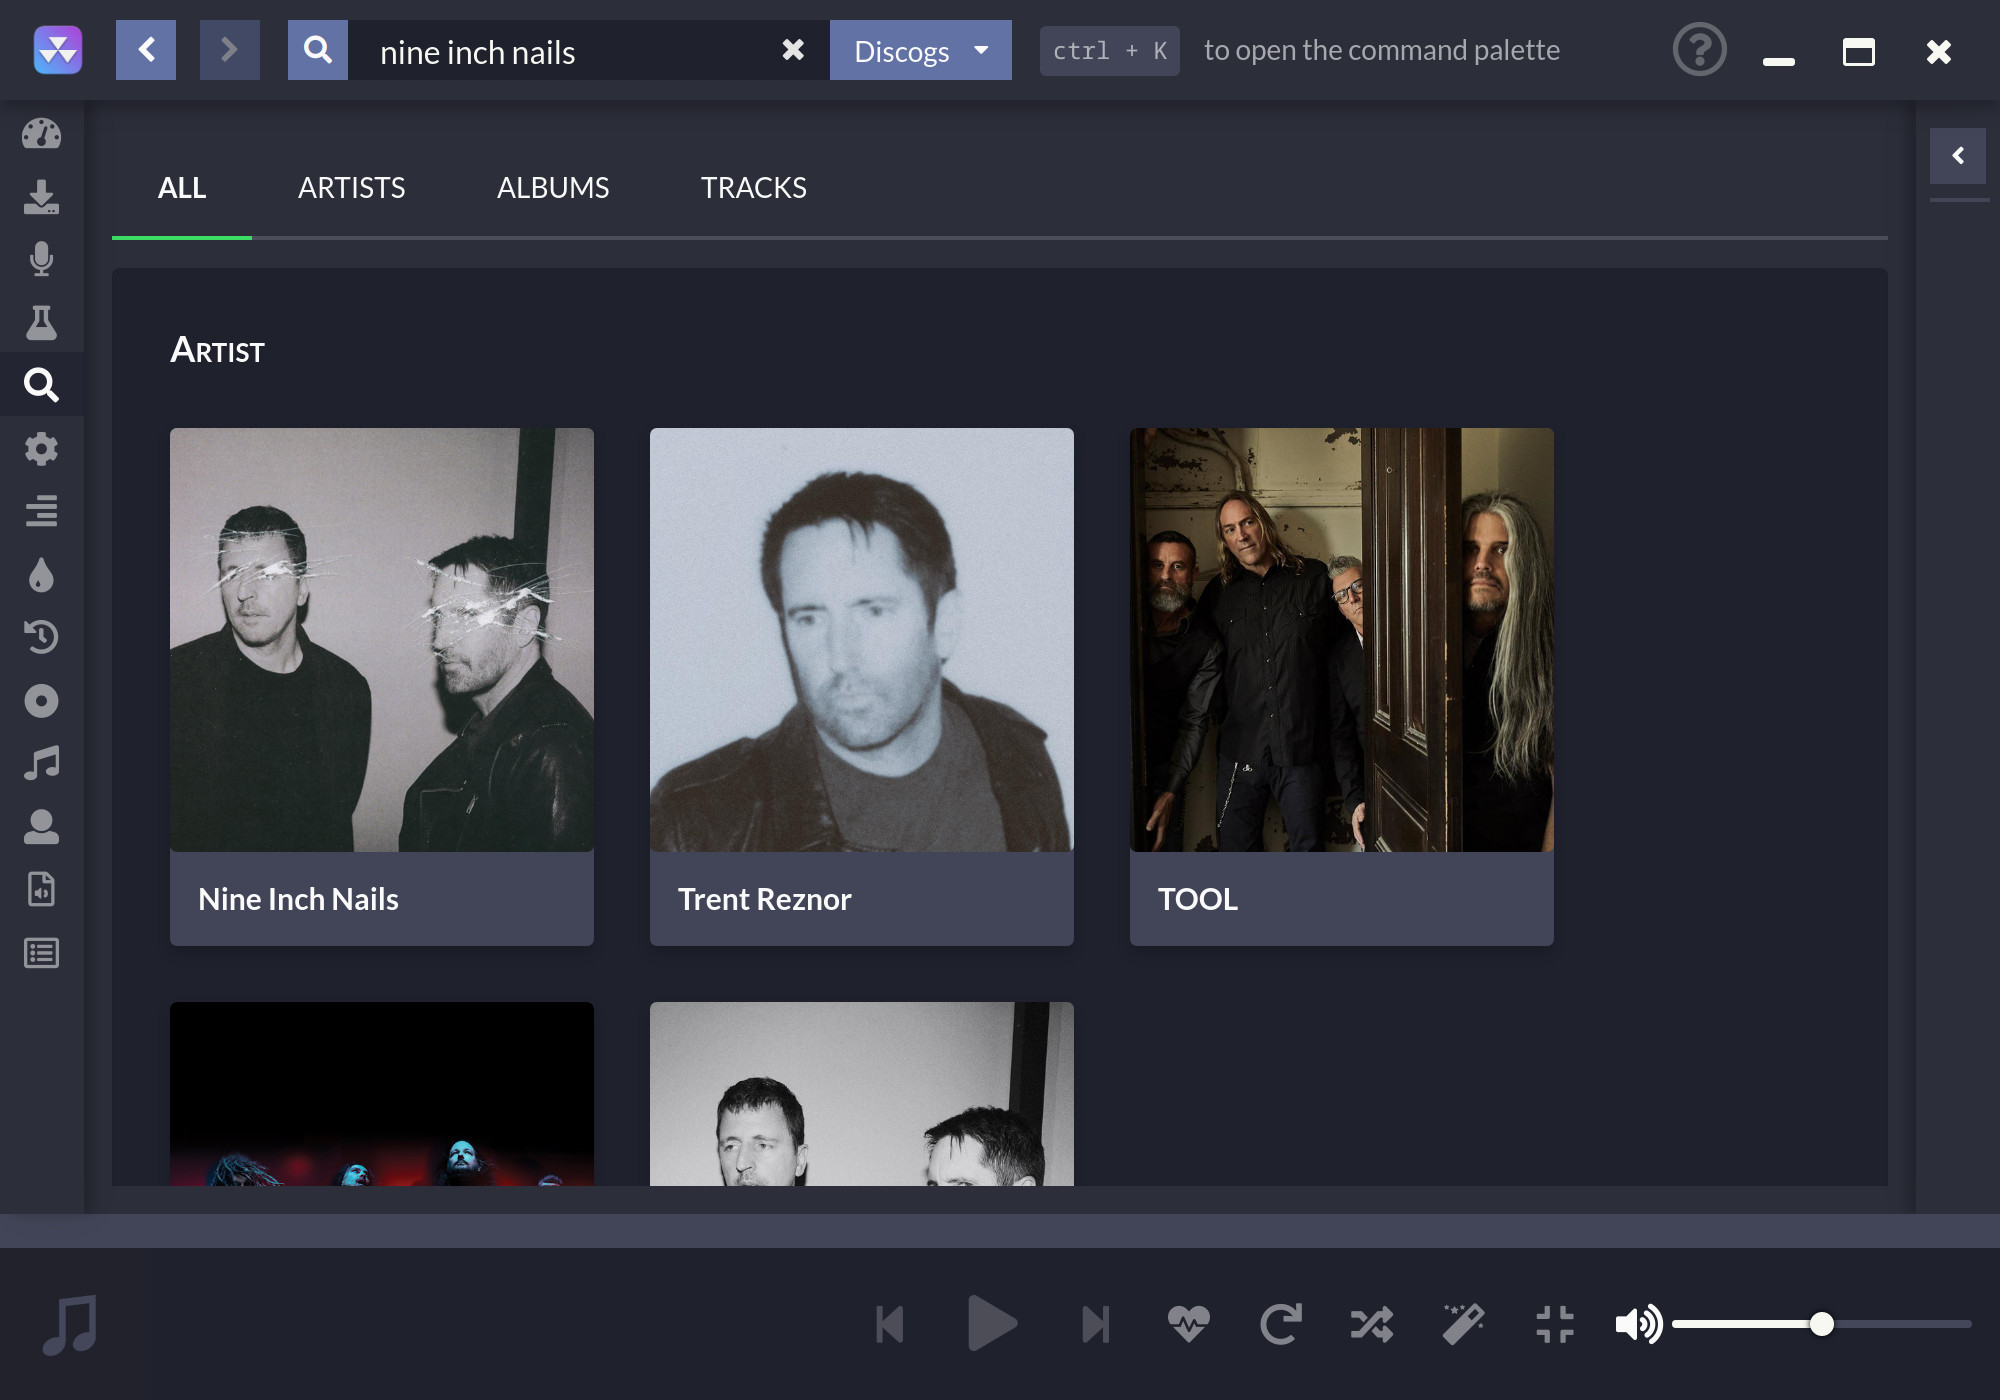 nine inch nails
Discogs
ctrl + K
to open the command palette
ALL
ARTISTS
ALBUMS
TRACKS
Artist
Nine Inch Nails
Trent Reznor
TOOL